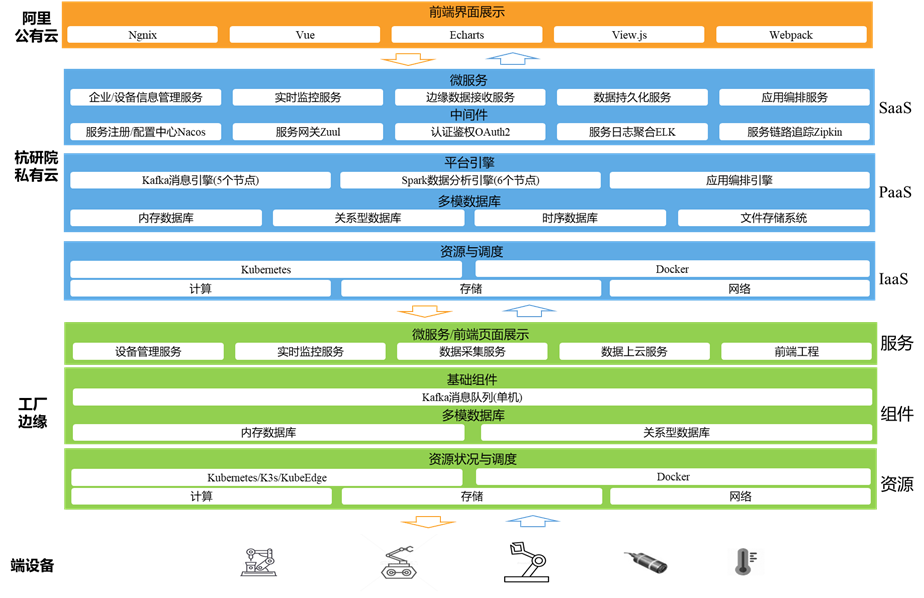 阿里
公有云
前端界面展示
Ngnix
Vue
Echarts
View.js
Webpack
杭研院
私有云
微服务
企业/设备信息管理服务
实时监控服务
边缘数据接收服务
数据持久化服务
应用编排服务
中间件
服务注册/配置中心Nacos
服务网关Zuul
认证鉴权OAuth2
服务日志聚合ELK
服务链路追踪Zipkin
SaaS
平台引擎
Kafka消息引擎(5个节点)
Spark数据分析引擎(6个节点)
应用编排引擎
多模数据库
内存数据库
关系型数据库
时序数据库
文件存储系统
PaaS
资源与调度
Kubernetes
Docker
计算
存储
网络
IaaS
工厂
边缘
微服务/前端页面展示
设备管理服务
实时监控服务
数据采集服务
数据上云服务
前端工程
服务
基础组件
Kafka消息队列(单机)
多模数据库
内存数据库
关系型数据库
组件
资源状况与调度
Kubernetes/K3s/KubeEdge
Docker
计算
存储
网络
资源
端设备